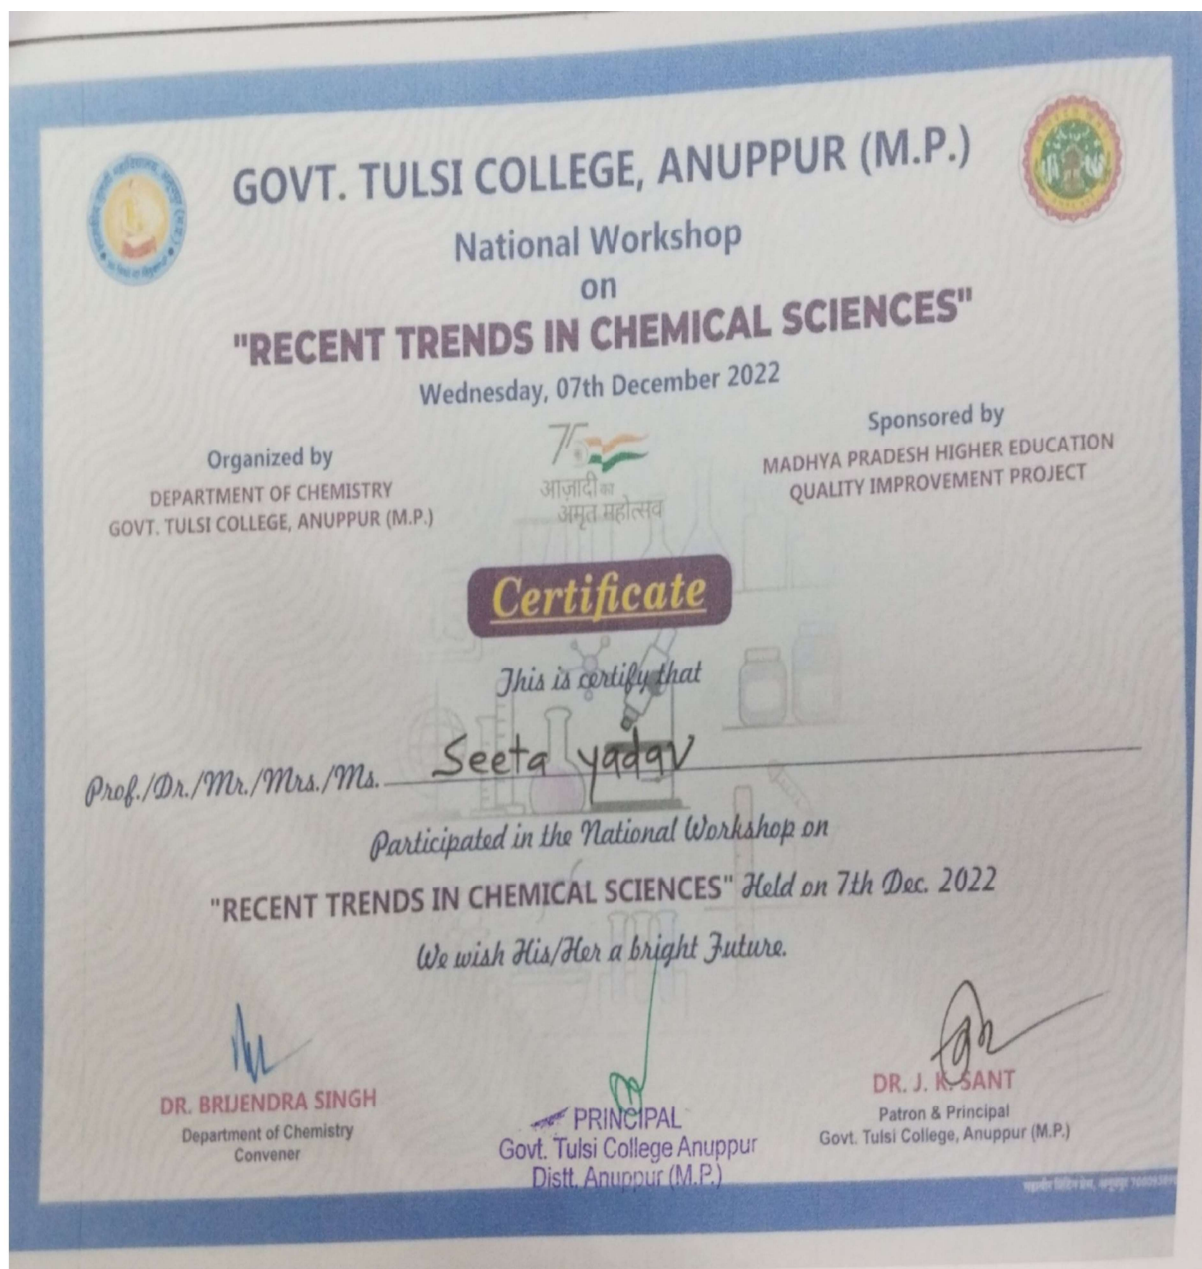 GOVT. TULSI COLLEGE, ANUPPUR (M.P.)
National Workshop
on
"RECENT TRENDS IN CHEMICAL SCIENCES"
Wednesday, 07th December 2022
Organized by
DEPARTMENT OF CHEMISTRY
GOVT. TULSI COLLEGE, ANUPPUR (M.P.)
75
आज़ादी का
अमृत महोत्सव
Sponsored by
MADHYA PRADESH HIGHER EDUCATION
QUALITY IMPROVEMENT PROJECT
Certificate
This is certify that
Prof./Dr./Mr./Mrs./Ms. Seeta yadav
Participated in the National Workshop on
"RECENT TRENDS IN CHEMICAL SCIENCES" Held on 7th Dec. 2022
We wish His/Her a bright Future.
DR. BRIJENDRA SINGH
Department of Chemistry
Convener
PRINCIPAL
Govt. Tulsi College Anuppur
Distt. Anuppur (M.P.)
DR. J. K. SANT
Patron & Principal
Govt. Tulsi College, Anuppur (M.P.)